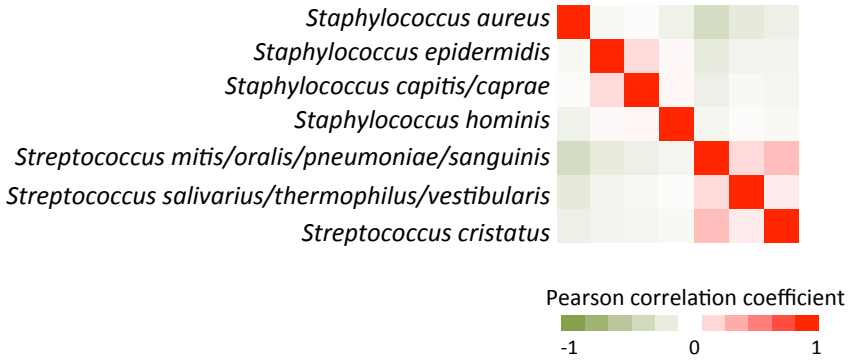 Staphylococcus aureus
Staphylococcus epidermidis
Staphylococcus capitis/caprae
Staphylococcus hominis
Streptococcus mitis/oralis/pneumoniae/sanguinis
Streptococcus salivarius/thermophilus/vestibularis
Streptococcus cristatus
Pearson correlation coefficient
-1 0 1